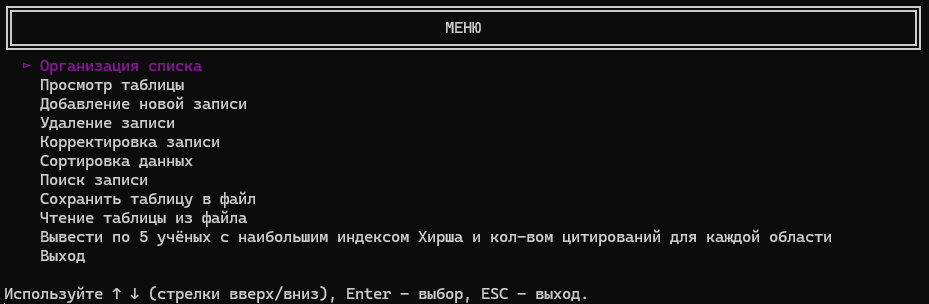 МЕНЮ
▻ Организация списка
Просмотр таблицы
Добавление новой записи
Удаление записи
Корректировка записи
Сортировка данных
Поиск записи
Сохранить таблицу в файл
Чтение таблицы из файла
Вывести по 5 учёных с наибольшим индексом Хирша и кол-вом цитирований для каждой области
Выход
Используйте ↑ ↓ (стрелки вверх/вниз), Enter – выбор, ESC – выход.